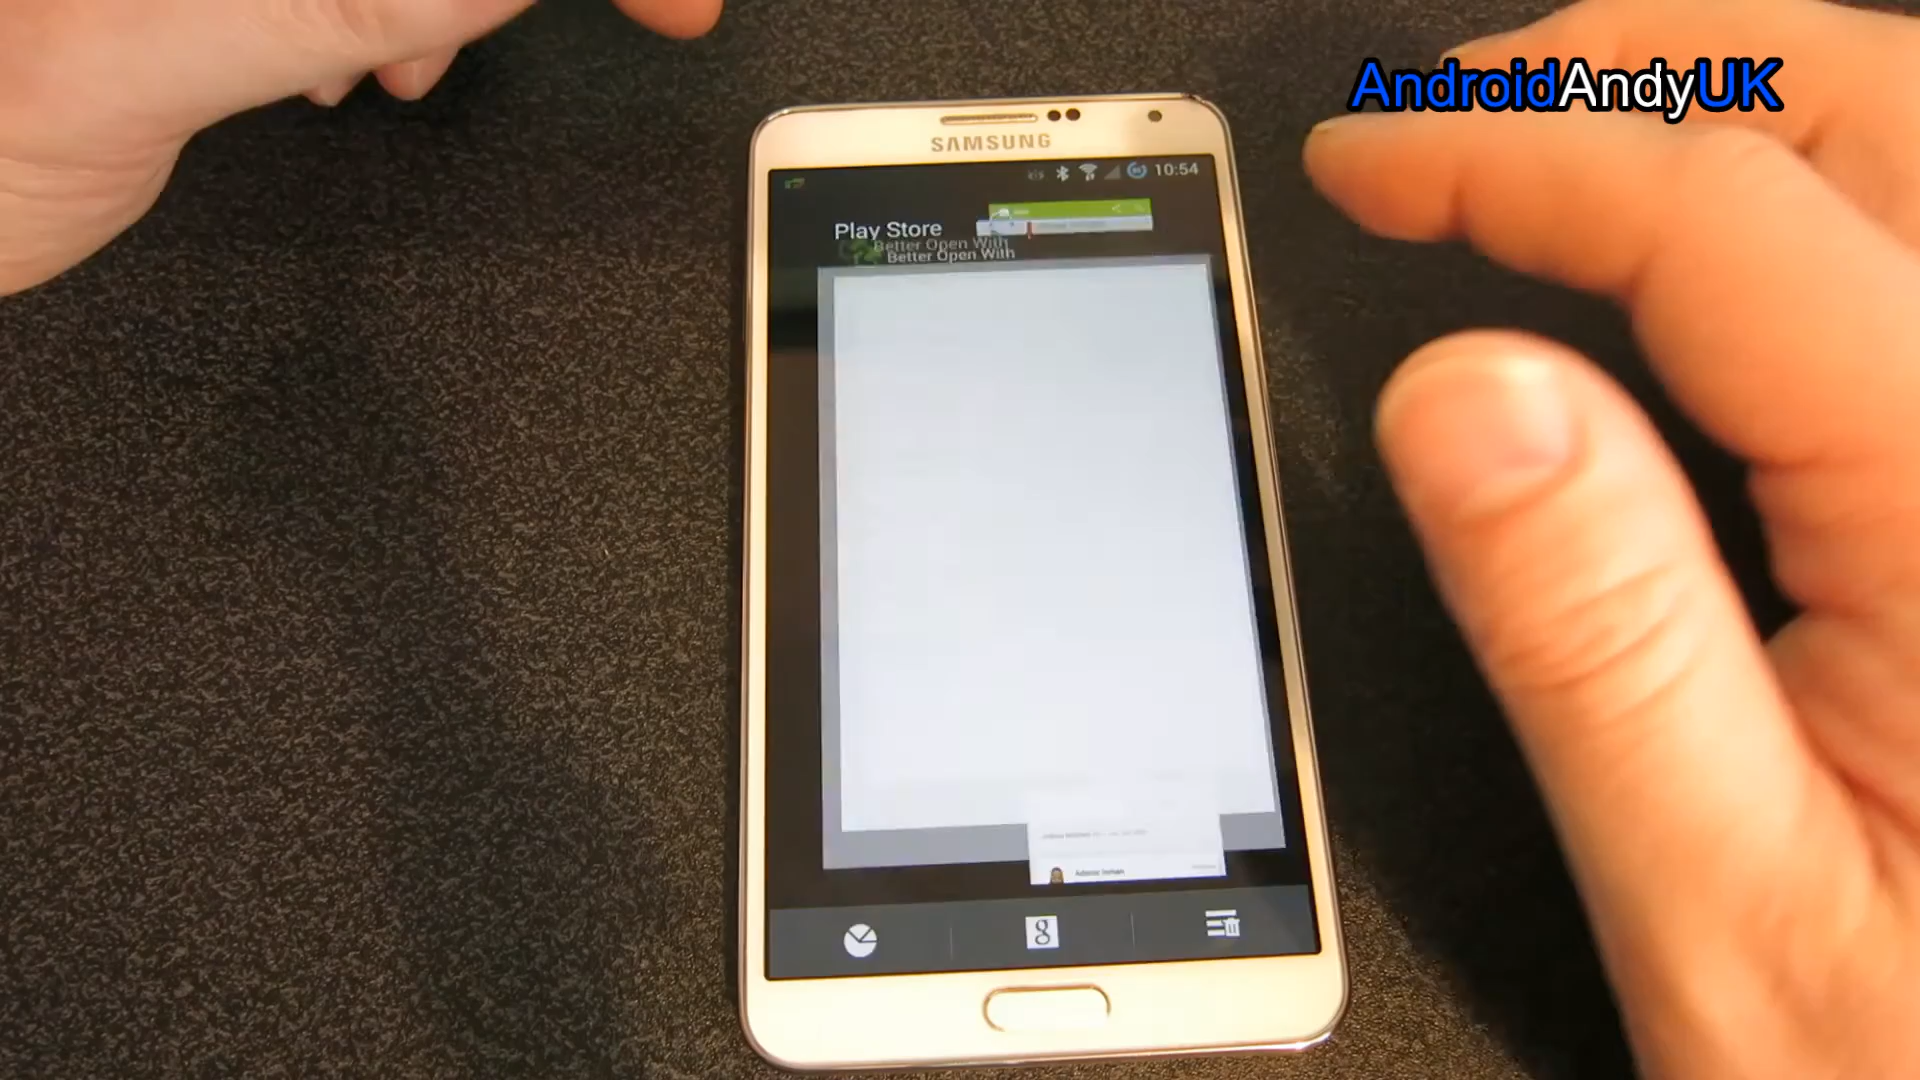 AndroidAndyUK
SAMSUNG
10:54
Play Store
Better Open With
Better Open With
g